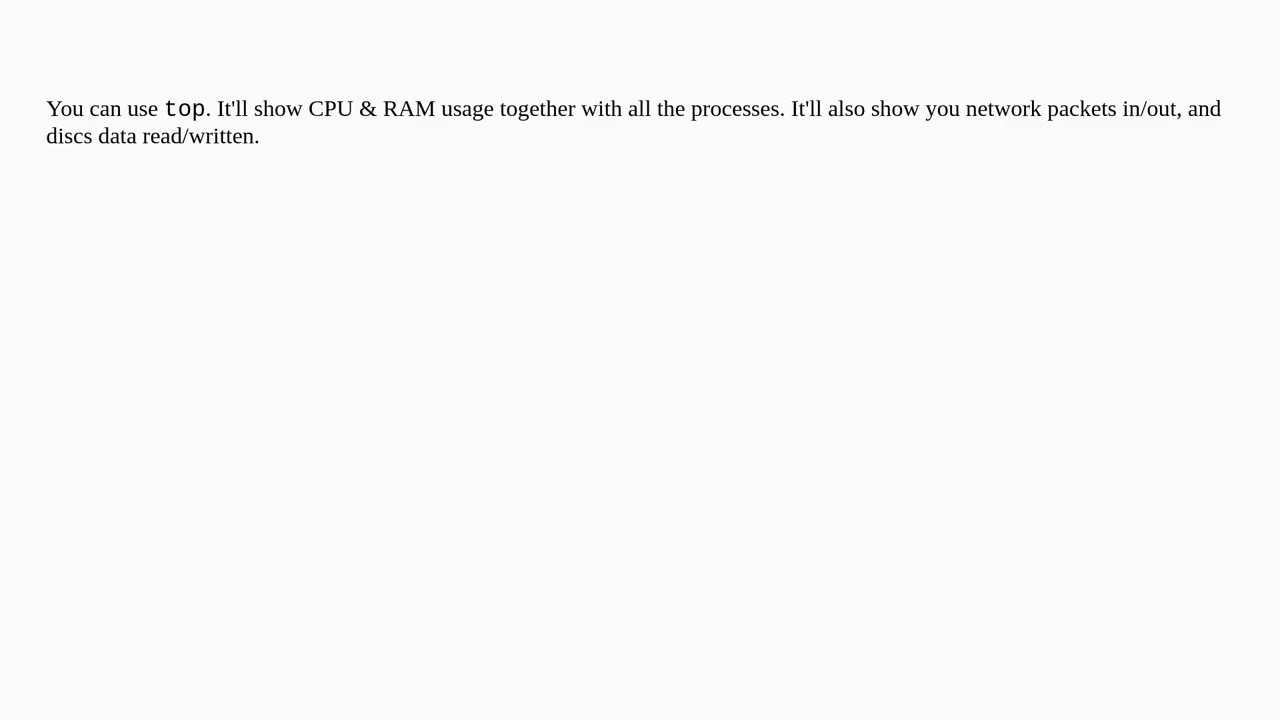 You can use top. It'll show CPU & RAM usage together with all the processes. It'll also show you network packets in/out, and
discs data read/written.